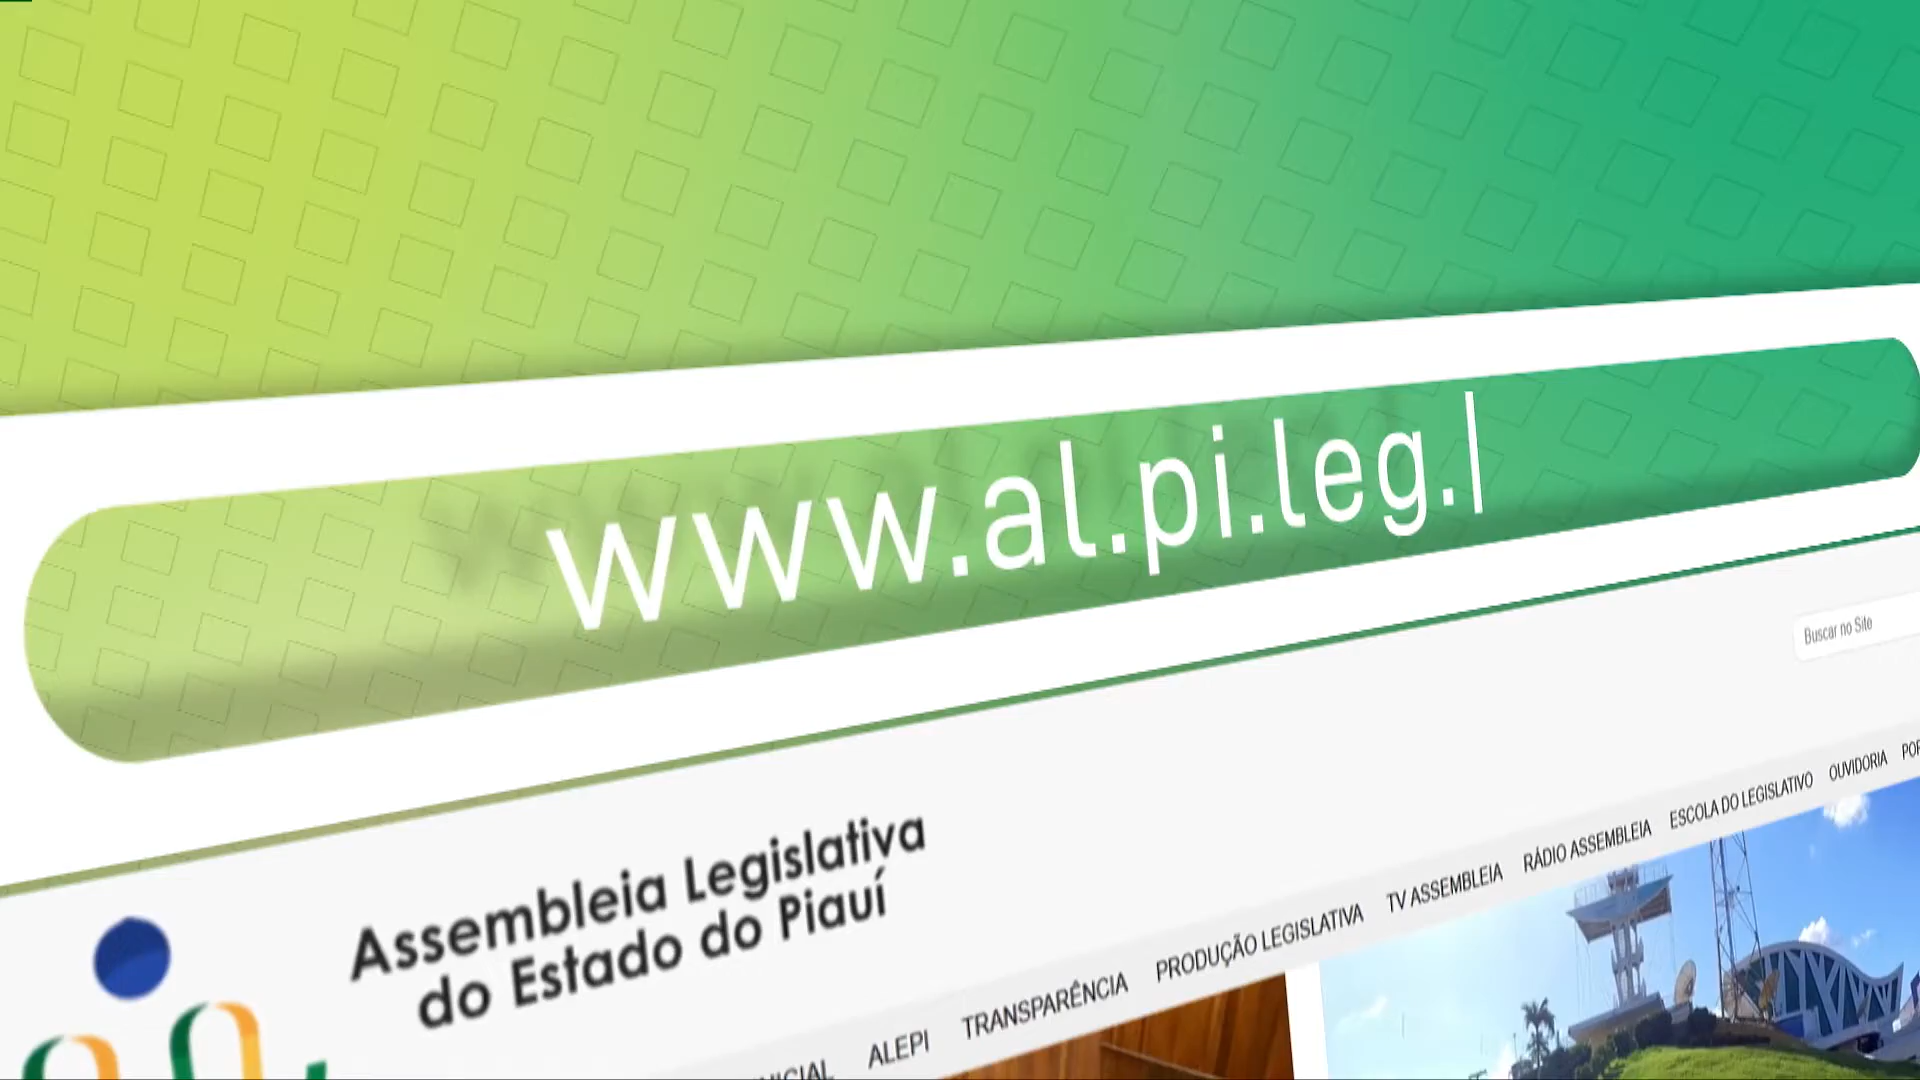 www.al.pi.leg.
Buscar no Site
Assembleia Legislativa
do Estado do Piauí
ALEPI TRANSPARÊNCIA PRODUÇÃO LEGISLATIVA TV ASSEMBLEIA RÁDIO ASSEMBLEIA ESCOLA DO LEGISLATIVO OUVIDORIA